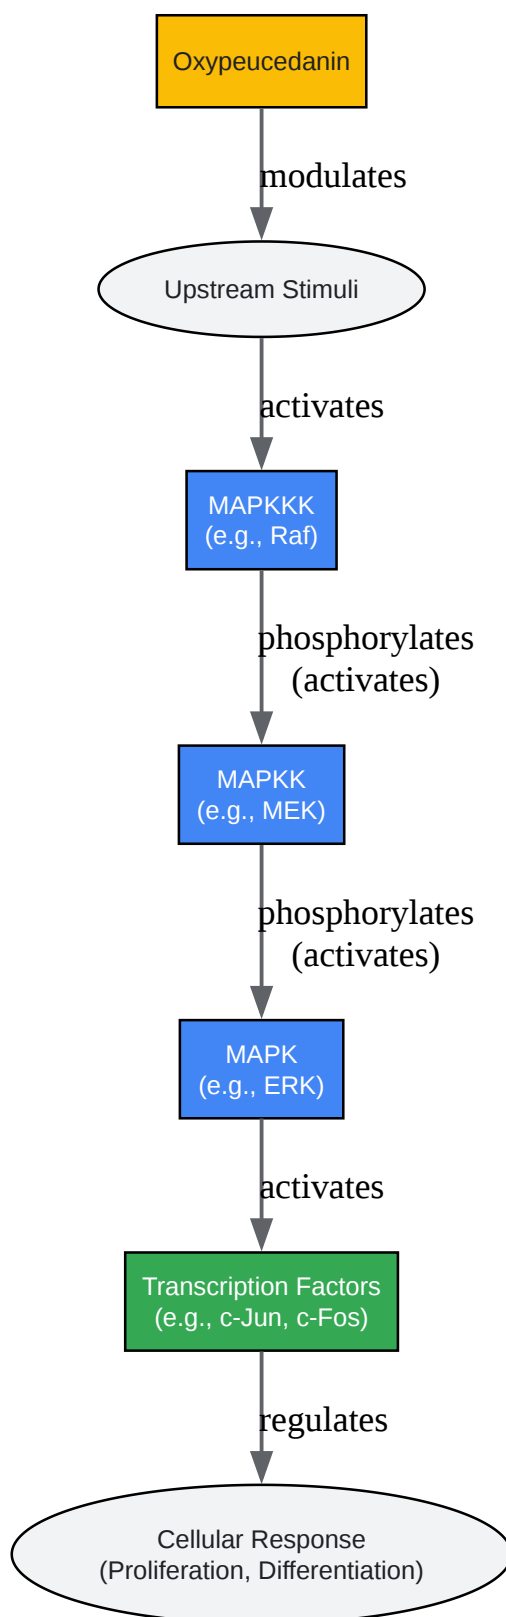 Oxypeucedanin
modulates
Upstream Stimuli
activates
MAPKKK
(e.g., Raf)
phosphorylates
(activates)
MAPKK
(e.g., MEK)
phosphorylates
(activates)
MAPK
(e.g., ERK)
activates
Transcription Factors
(e.g., c-Jun, c-Fos)
regulates
Cellular Response
(Proliferation, Differentiation)